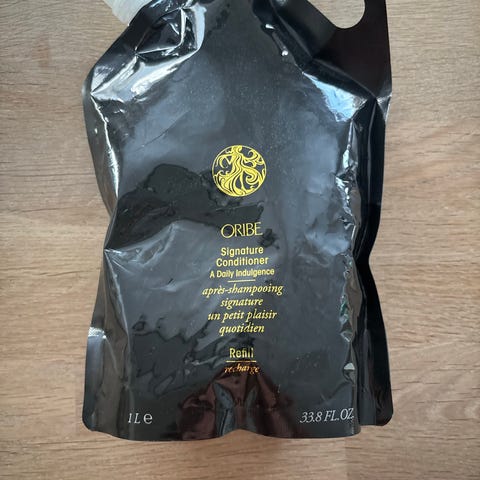 ORIBE
Signature
Conditioner
A Daily Indulgence
après-shampooing
signature
un petit plaisir
quotidien
Refill
recharge
1 L e 33.8 FL.OZ.